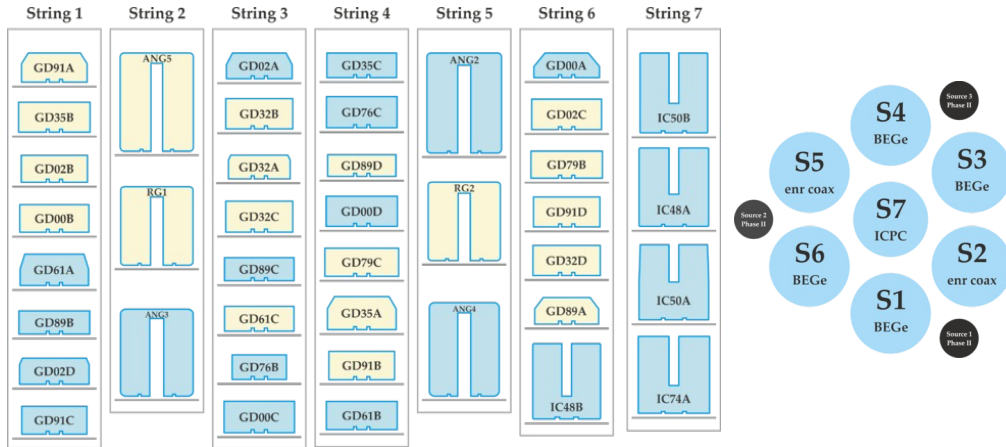 String 1
String 2
String 3
String 4
String 5
String 6
String 7
GD91A
GD35B
GD02B
GD00B
GD61A
GD89B
GD02D
GD91C
ANG5
RG1
ANG3
GD02A
GD32B
GD32A
GD32C
GD89C
GD61C
GD76B
GD00C
GD35C
GD76C
GD89D
GD00D
GD79C
GD35A
GD91B
GD61B
ANG2
RG2
ANG4
GD00A
GD02C
GD79B
GD91D
GD32D
GD89A
IC48B
IC50B
IC48A
IC50A
IC74A
Source 3
Phase II
S4
BEGe
S5
enr coax
S3
BEGe
S7
ICPC
Source 2
Phase II
S6
BEGe
S2
enr coax
S1
BEGe
Source 1
Phase II